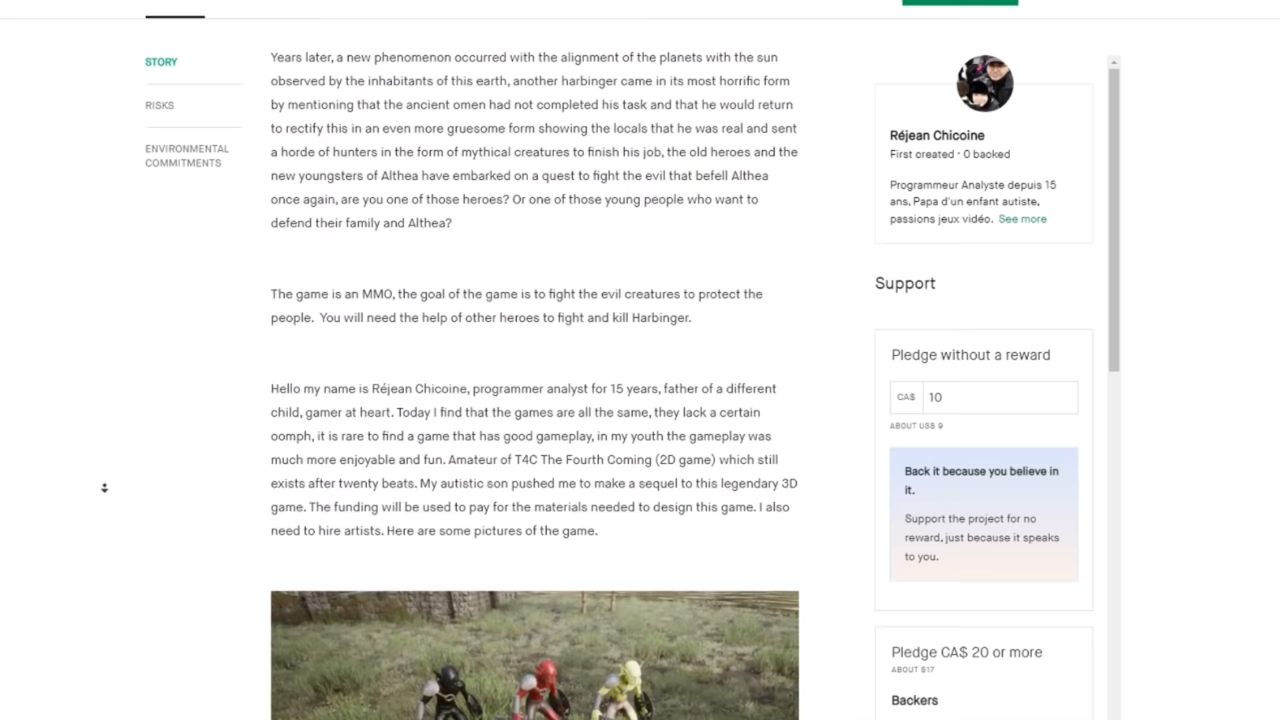 STORY
RISKS
ENVIRONMENTAL
COMMITMENTS
Years later, a new phenomenon occurred with the alignment of the planets with the sun
observed by the inhabitants of this earth, another harbinger came in its most horrific form
by mentioning that the ancient omen had not completed his task and that he would return
to rectify this in an even more gruesome form showing the locals that he was real and sent
a horde of hunters in the form of mythical creatures to finish his job, the old heroes and the
new youngsters of Althea have embarked on a quest to fight the evil that befell Althea
once again, are you one of those heroes? Or one of those young people who want to
defend their family and Althea?
The game is an MMO, the goal of the game is to fight the evil creatures to protect the
people.  You will need the help of other heroes to fight and kill Harbinger.
Hello my name is Réjean Chicoine, programmer analyst for 15 years, father of a different
child, gamer at heart. Today I find that the games are all the same, they lack a certain
oomph, it is rare to find a game that has good gameplay, in my youth the gameplay was
much more enjoyable and fun. Amateur of T4C The Fourth Coming (2D game) which still
exists after twenty beats. My autistic son pushed me to make a sequel to this legendary 3D
game. The funding will be used to pay for the materials needed to design this game. I also
need to hire artists. Here are some pictures of the game.
Réjean Chicoine
First created · 0 backed
Programmeur Analyste depuis 15
ans, Papa d'un enfant autiste,
passions jeux vidéo. See more
Support
Pledge without a reward
CA$ 10
ABOUT US$ 9
Back it because you believe in
it.
Support the project for no
reward, just because it speaks
to you.
Pledge CA$ 20 or more
ABOUT $17
Backers